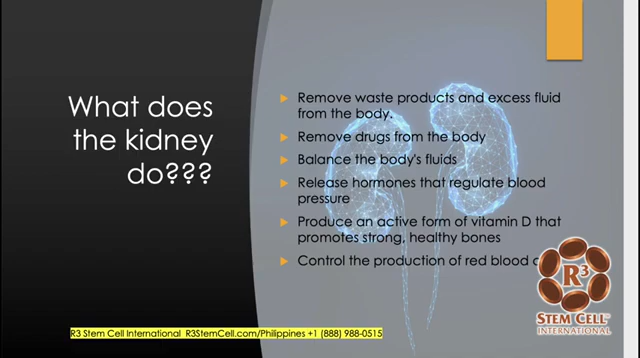 What does
the kidney
do???
Remove waste products and excess fluid
from the body.
Remove drugs from the body
Balance the body's fluids
Release hormones that regulate blood
pressure
Produce an active form of vitamin D that
promotes strong, healthy bones
Control the production of red blood
R3
STEM CELL
INTERNATIONAL
R3 Stem Cell International R3StemCell.com/Philippines +1 (888) 988-0515